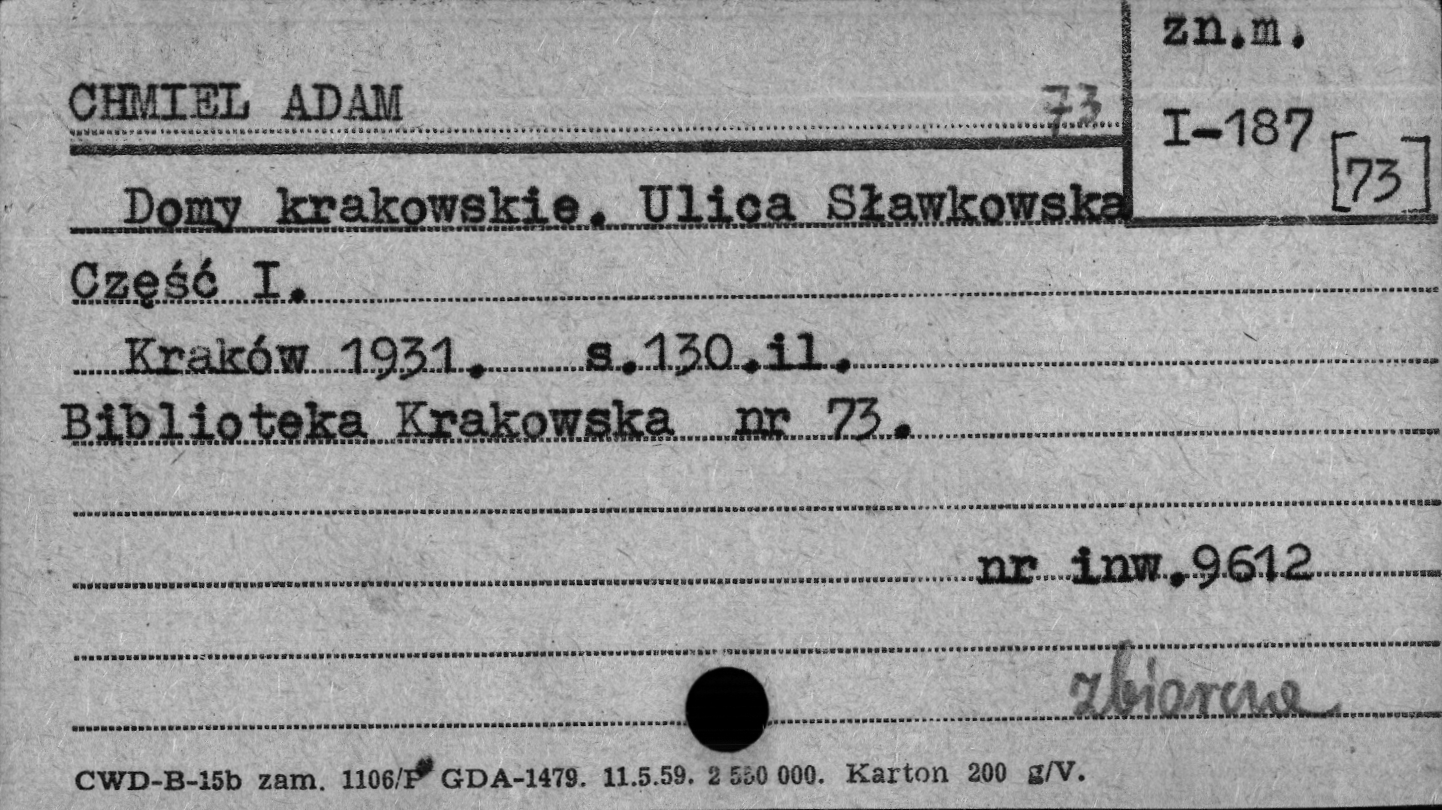 zn.m.
CHMIEL ADAM 73
I-187 [73]
Domy krakowskie. Ulica Sławkowska
Część I.
Kraków 1931. s.130.il.
Biblioteka Krakowska nr 73.
nr inw.9612
zbiorcze
CWD-B-15b zam. 1106/P GDA-1479. 11.5.59. 2 550 000. Karton 200 g/V.